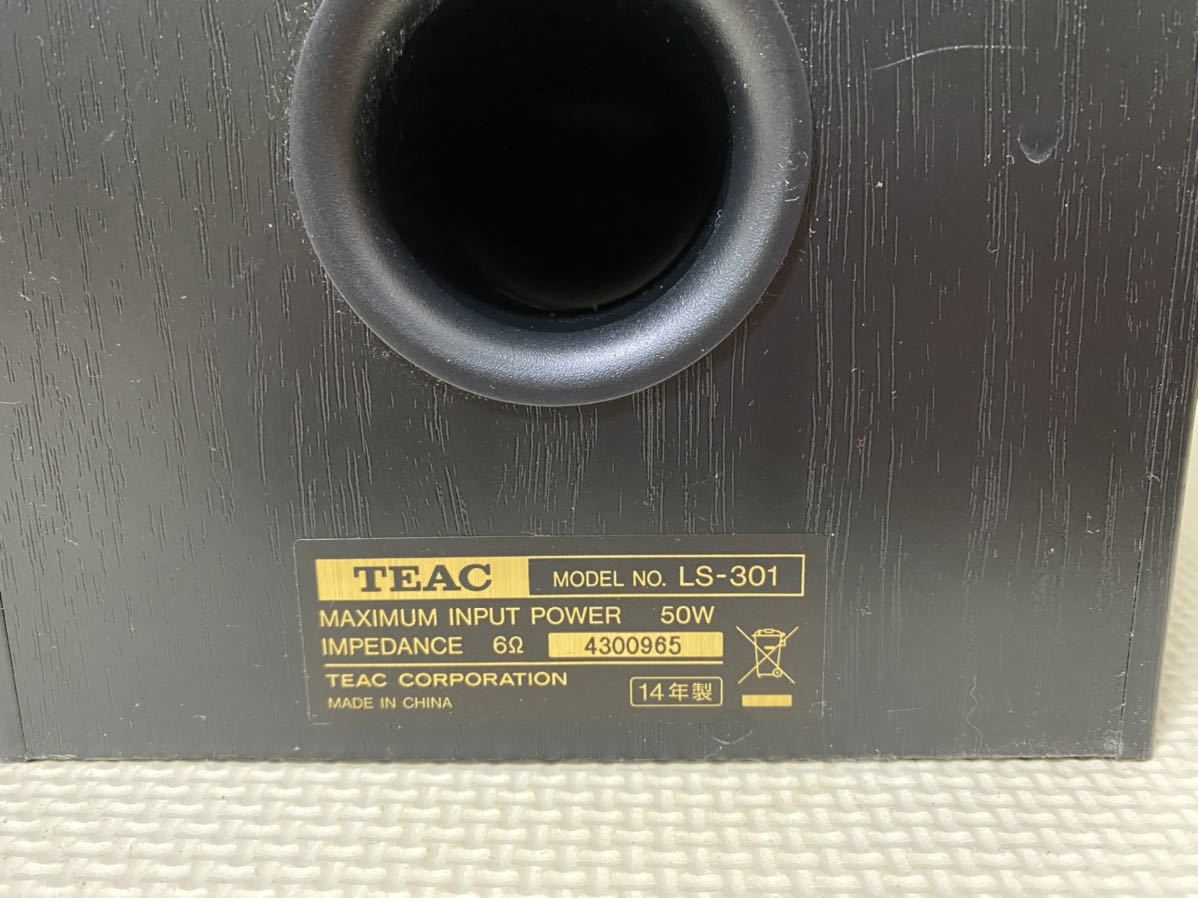 TEAC MODEL NO. LS-301
MAXIMUM INPUT POWER 50W
IMPEDANCE 6Ω 4300965
TEAC CORPORATION
MADE IN CHINA
14年製